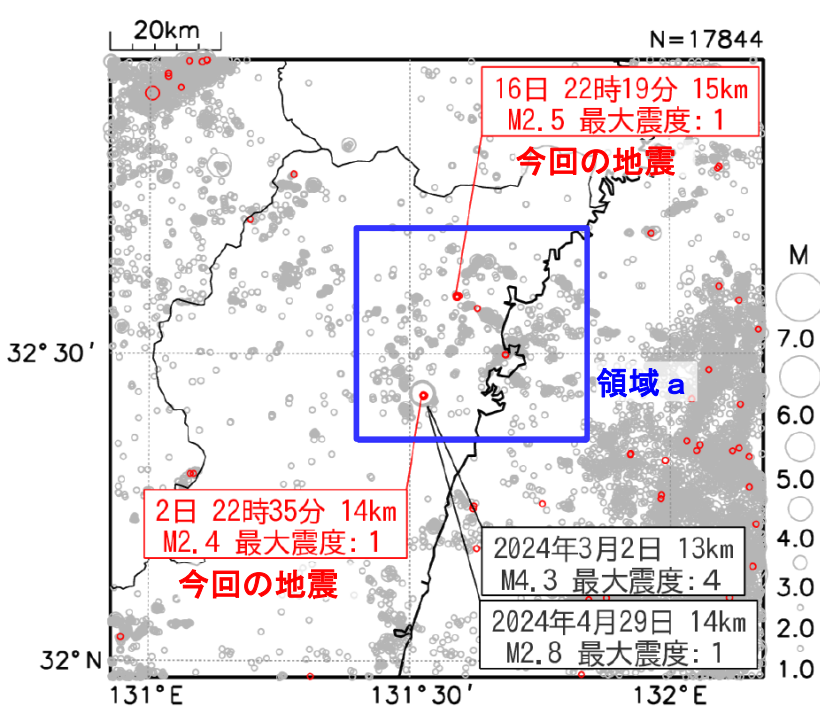 20km
N=17844
16日 22時19分 15km
M2.5 最大震度:1
今回の地震
M
7.0
32°30′
領域a
6.0
5.0
2日 22時35分 14km
M2.4 最大震度:1
今回の地震
4.0
2024年3月2日 13km
M4.3 最大震度:4
3.0
2024年4月29日 14km
M2.8 最大震度:1
2.0
32°N
1.0
131°E
131°30′
132°E